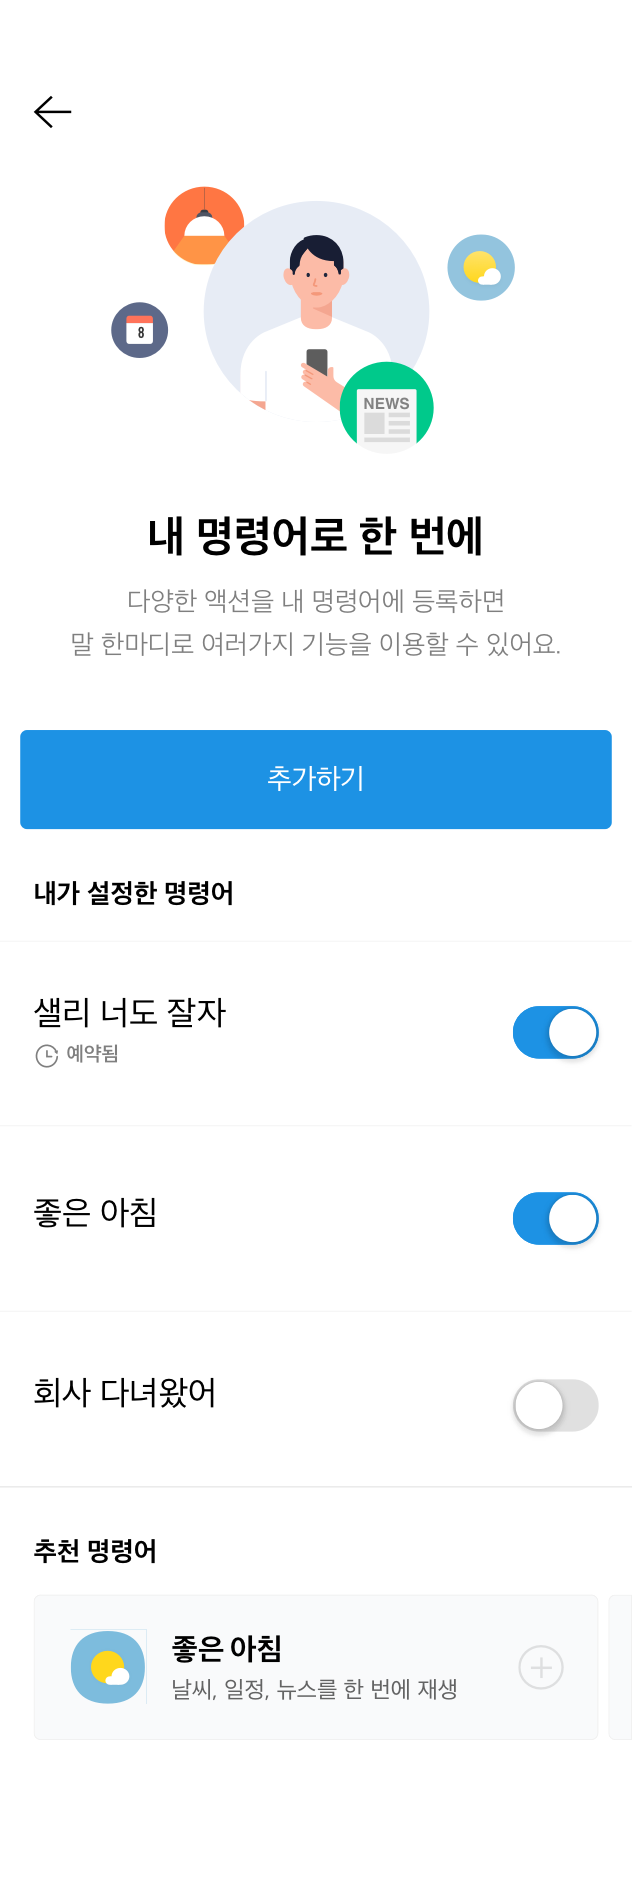 8
NEWS
내 명령어로 한 번에
다양한 액션을 내 명령어에 등록하면
말 한마디로 여러가지 기능을 이용할 수 있어요.
추가하기
내가 설정한 명령어
샐리 너도 잘자
예약됨
좋은 아침
회사 다녀왔어
추천 명령어
좋은 아침
날씨, 일정, 뉴스를 한 번에 재생